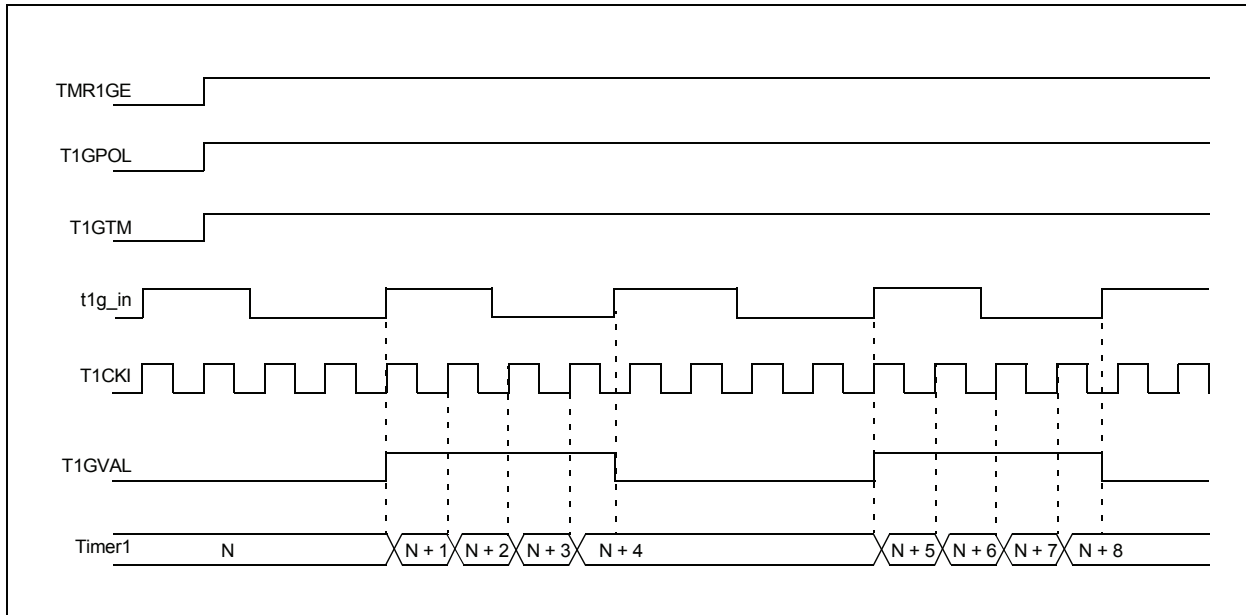 TMR1GE
T1GPOL
T1GTM
t1g_in
T1CKI
T1GVAL
Timer1 N N + 1 N + 2 N + 3 N + 4 N + 5 N + 6 N + 7 N + 8